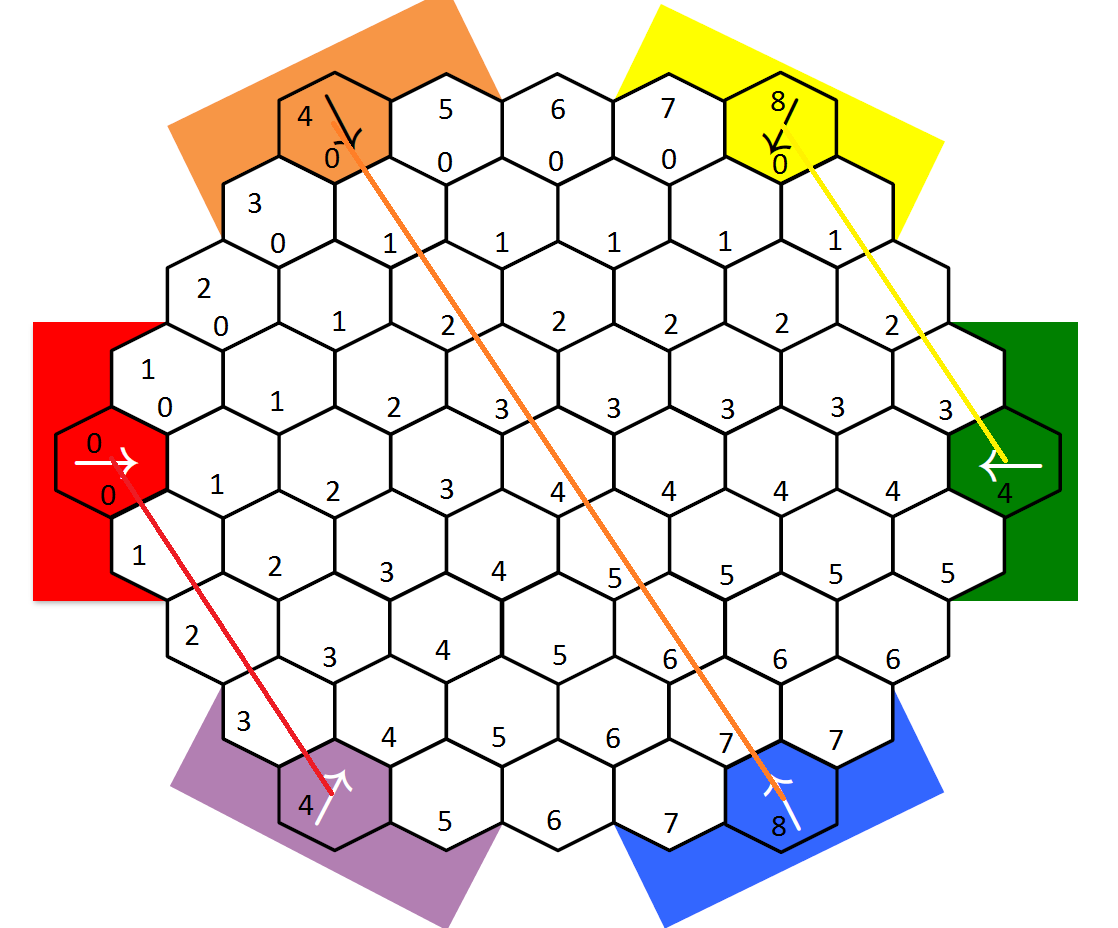 4 5 6 7 8
0 0 0 0 0
3
0 1 1 1 1 1
2
0 1 2 2 2 2 2
1
0 1 2 3 3 3 3 3
0
0 1 2 3 4 4 4 4 4
1 2 3 4 5 5 5 5
2 3 4 5 6 6 6
3 4 5 6 7 7
4 5 6 7 8